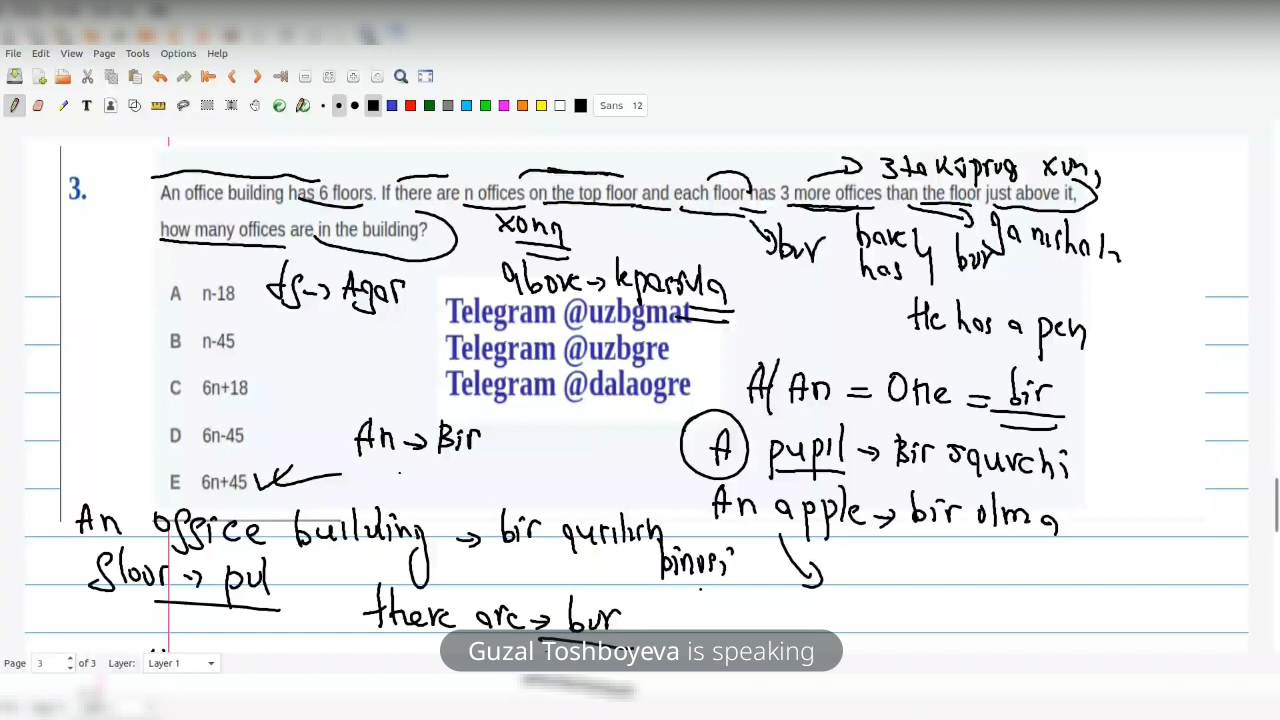 File Edit View Page Tools Options Help
Sans 12
3.
An office building has 6 floors. If there are n offices on the top floor and each floor has 3 more offices than the floor just above it,
how many offices are in the building?
xona
bor
have
has
bor
If → Agar
above →
He has a pen
A n-18
B n-45
C 6n+18
D 6n-45
E 6n+45
Telegram @uzbgmat
Telegram @uzbgre
Telegram @dalaogre
A/An = One = bir
An → Bir
A pupil → Bir
An apple → bir olma
An office building → bir qurilish
floor →
there are → bor
Guzal Toshboyeva is speaking
Page 3 of 3 Layer: Layer 1